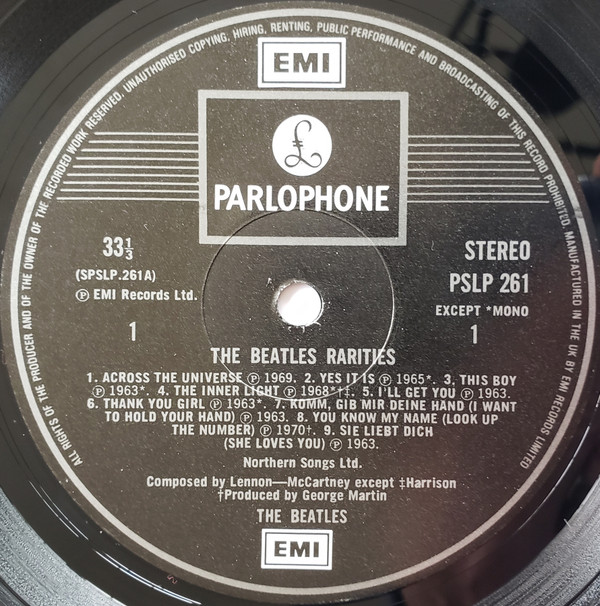 ALL RIGHTS OF THE PRODUCER AND OF THE OWNER OF THE RECORDED WORK RESERVED. UNAUTHORISED COPYING, HIRING, RENTING, PUBLIC PERFORMANCE AND BROADCASTING OF THIS RECORD PROHIBITED. MANUFACTURED IN THE UK BY EMI RECORDS LIMITED
EMI
£
PARLOPHONE
33⅓
STEREO
(SPSLP.261A)
PSLP 261
℗ EMI Records Ltd.
EXCEPT *MONO
1
1
THE BEATLES RARITIES
1. ACROSS THE UNIVERSE ℗ 1969. 2. YES IT IS ℗ 1965*. 3. THIS BOY
℗ 1963*. 4. THE INNER LIGHT ℗ 1968*†‡. 5. I'LL GET YOU ℗ 1963.
6. THANK YOU GIRL ℗ 1963*. 7. KOMM, GIB MIR DEINE HAND (I WANT
TO HOLD YOUR HAND) ℗ 1963. 8. YOU KNOW MY NAME (LOOK UP
THE NUMBER) ℗ 1970†. 9. SIE LIEBT DICH
(SHE LOVES YOU) ℗ 1963.
Northern Songs Ltd.
Composed by Lennon—McCartney except ‡Harrison
†Produced by George Martin
THE BEATLES
EMI